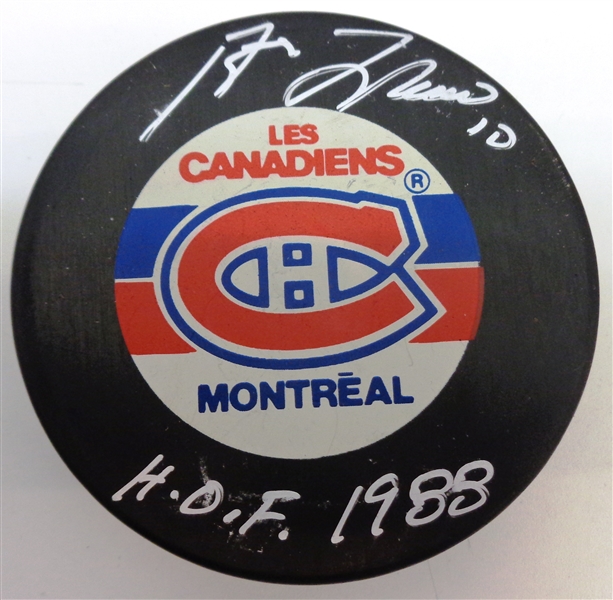 10
LES
CANADIENS ®
MONTRÉAL
H.O.F. 1988